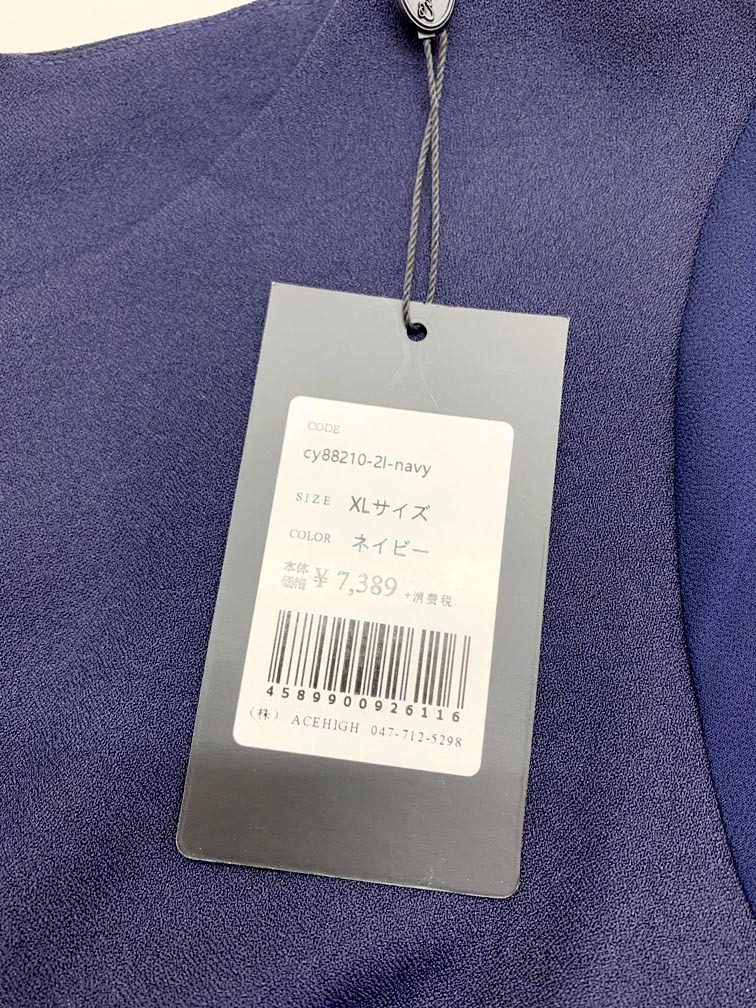 CODE
cy88210-2l-navy
SIZE XLサイズ
COLOR ネイビー
本体価格 ¥ 7,389 +消費税
4589900926116
(株) ACEHIGH 047-712-5298